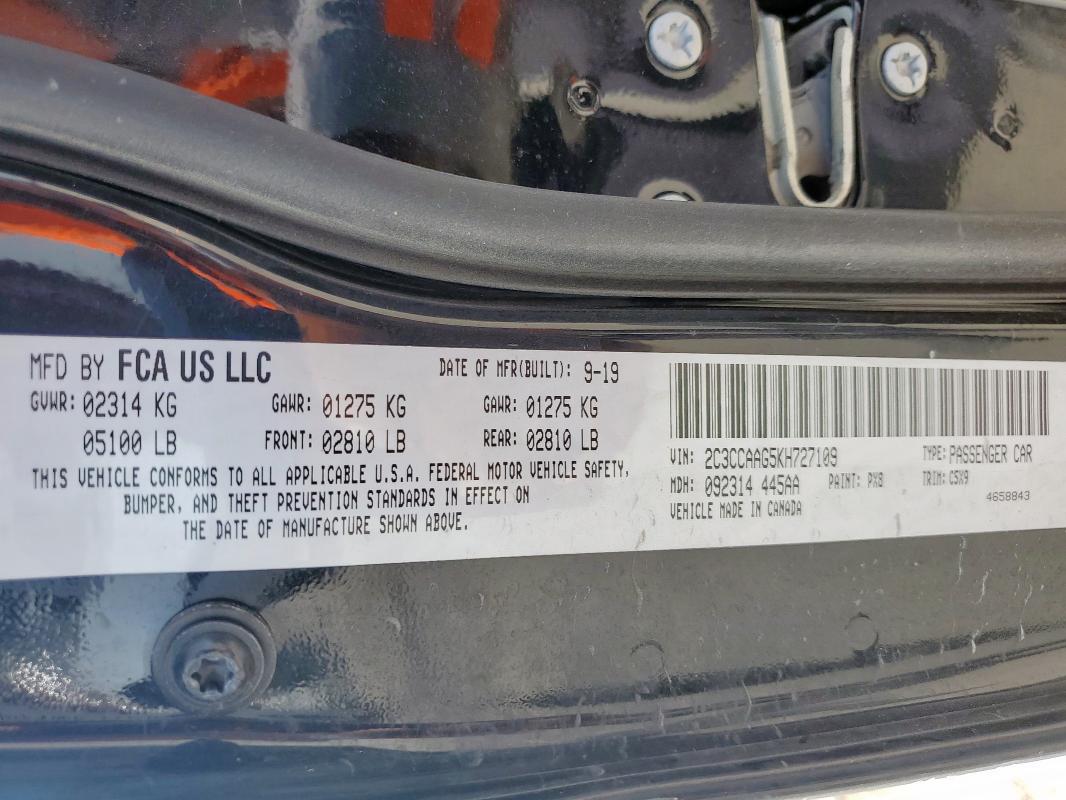 MFD BY FCA US LLC DATE OF MFR(BUILT): 9-19
GVWR: 02314 KG GAWR: 01275 KG GAWR: 01275 KG
05100 LB FRONT: 02810 LB REAR: 02810 LB
THIS VEHICLE CONFORMS TO ALL APPLICABLE U.S.A. FEDERAL MOTOR VEHICLE SAFETY,
BUMPER, AND THEFT PREVENTION STANDARDS IN EFFECT ON
THE DATE OF MANUFACTURE SHOWN ABOVE.
VIN: 2C3CCAAG5KH727109 TYPE: PASSENGER CAR
MDH: 092314 445AA PAINT: PX8 TRIM: C5X9
VEHICLE MADE IN CANADA 4658843